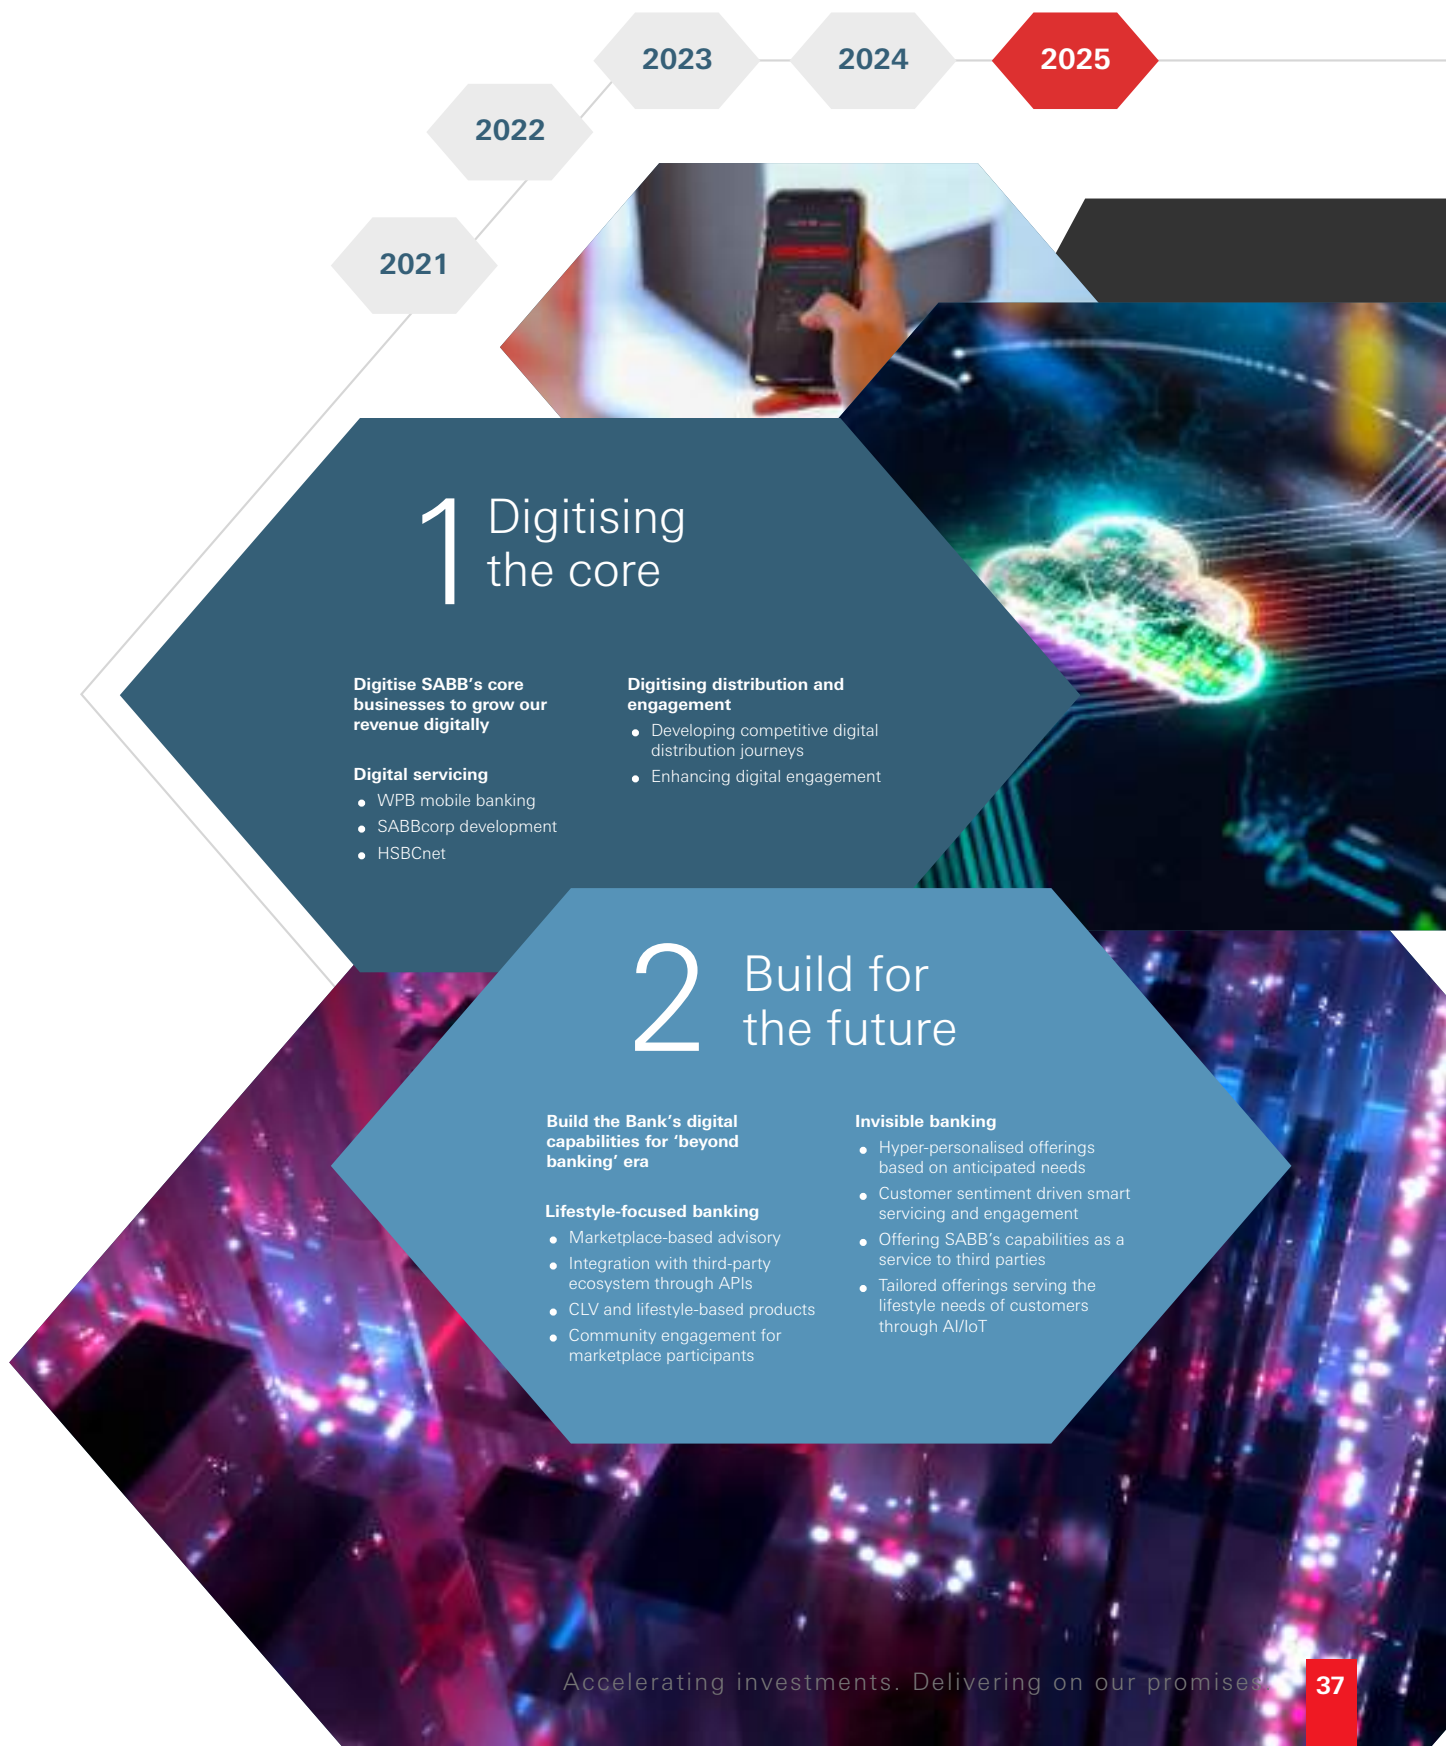 2023
2024
2025
2022
2021
1
Digitising
the core
Digitise SABB's core
businesses to grow our
revenue digitally
Digital servicing
● WPB mobile banking
● SABBcorp development
● HSBCnet
Digitising distribution and
engagement
● Developing competitive digital
distribution journeys
● Enhancing digital engagement
2
Build for
the future
Build the Bank's digital
capabilities for ‘beyond
banking’ era
Lifestyle-focused banking
● Marketplace-based advisory
● Integration with third-party
ecosystem through APIs
● CLV and lifestyle-based products
● Community engagement for
marketplace participants
Invisible banking
● Hyper-personalised offerings
based on anticipated needs
● Customer sentiment driven smart
servicing and engagement
● Offering SABB's capabilities as a
service to third parties
● Tailored offerings serving the
lifestyle needs of customers
through AI/IoT
Accelerating investments. Delivering on our promises.
37